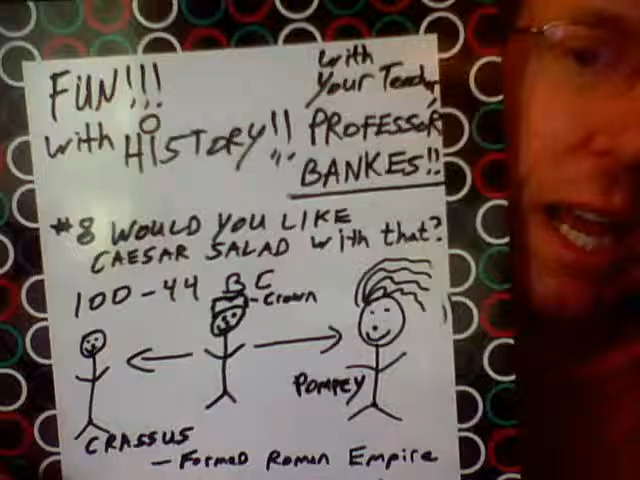 FUN!!!
with HiSTORY!!
with
Your Teacher
PROFESSOR
BANKES!!
#8 WOULD YOU LIKE
CAESAR SALAD with that?
100-44 BC
- Crown
POMPEY
CRASSUS
- Formed Roman Empire